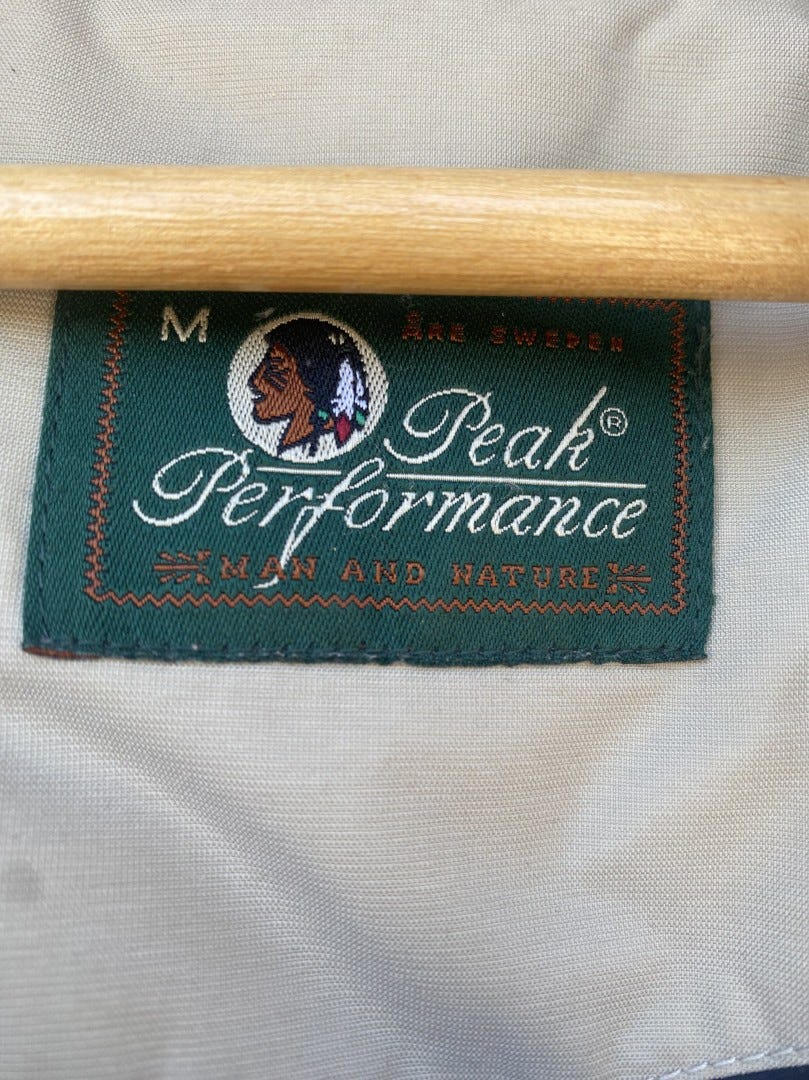 M
ÅRE SWEDEN
Peak®
Performance
MAN AND NATURE